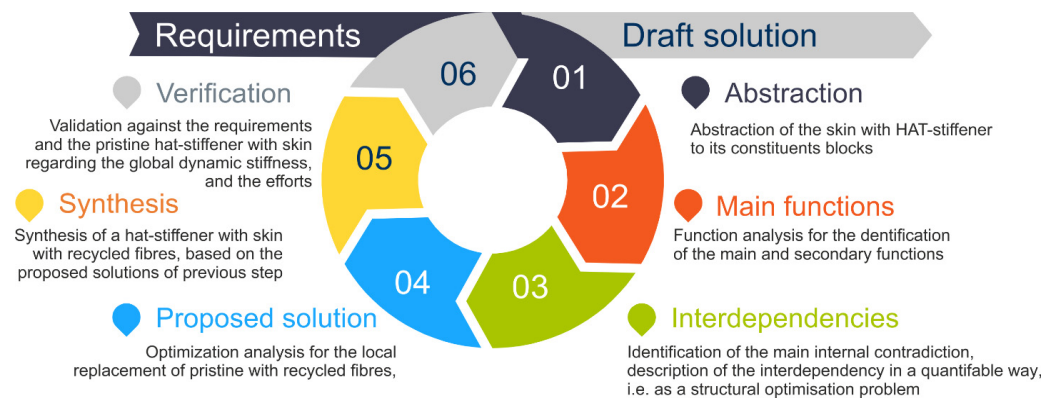 Requirements
Draft solution
01
Abstraction
Abstraction of the skin with HAT-stiffener
to its constituents blocks
02
Main functions
Function analysis for the dentification
of the main and secondary functions
03
Interdependencies
Identification of the main internal contradiction,
description of the interdependency in a quantifable way,
i.e. as a structural optimisation problem
04
Proposed solution
Optimization analysis for the local
replacement of pristine with recycled fibres,
05
Synthesis
Synthesis of a hat-stiffener with skin
with recycled fibres, based on the
proposed solutions of previous step
06
Verification
Validation against the requirements
and the pristine hat-stiffener with skin
regarding the global dynamic stiffness,
and the efforts